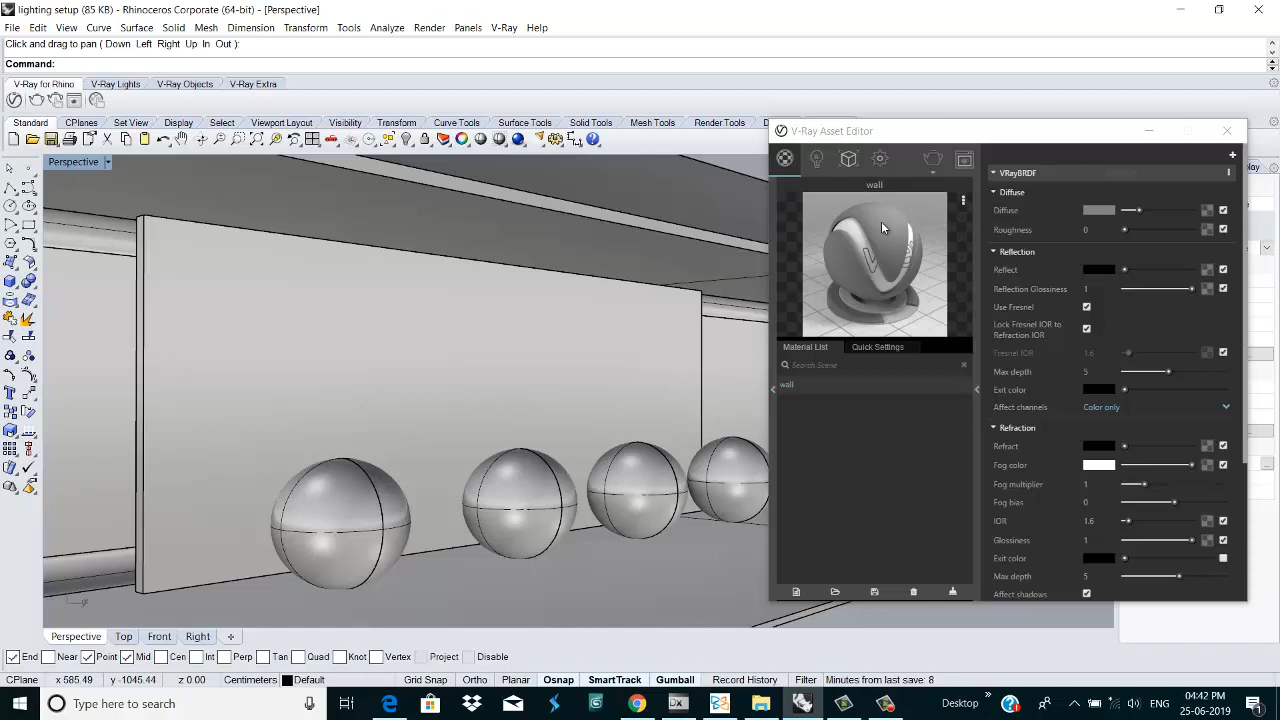 lighting setup (85 KB) - Rhinoceros Corporate (64-bit) - [Perspective]
File Edit View Curve Surface Solid Mesh Dimension Transform Tools Analyze Render Panels V-Ray Help
Click and drag to pan ( Down Left Right Up In Out ):
Command:
V-Ray for Rhino V-Ray Lights V-Ray Objects V-Ray Extra
Standard CPlanes Set View Display Select Viewport Layout Visibility Transform Curve Tools Surface Tools Solid Tools Mesh Tools Render Tools
V-Ray Asset Editor
Perspective
wall
VRayBRDF
Diffuse
Diffuse
Roughness 0
Reflection
Reflect
Reflection Glossiness 1
Use Fresnel
Lock Fresnel IOR to
Refraction IOR
Fresnel IOR 1.6
Max depth 5
Exit color
Affect channels Color only
Material List Quick Settings
Search Scene
wall
Refraction
Refract
Fog color
Fog multiplier 1
Fog bias 0
IOR 1.6
Glossiness 1
Exit color
Max depth 5
Affect shadows
Perspective Top Front Right
End Near Point Mid Cen Int Perp Tan Quad Knot Vertex Project Disable
CPlane x 585.49 y -1045.44 z 0.00 Centimeters Default Grid Snap Ortho Planar Osnap SmartTrack Gumball Record History Filter Minutes from last save: 8
Type here to search
Desktop
ENG
04:42 PM
25-06-2019